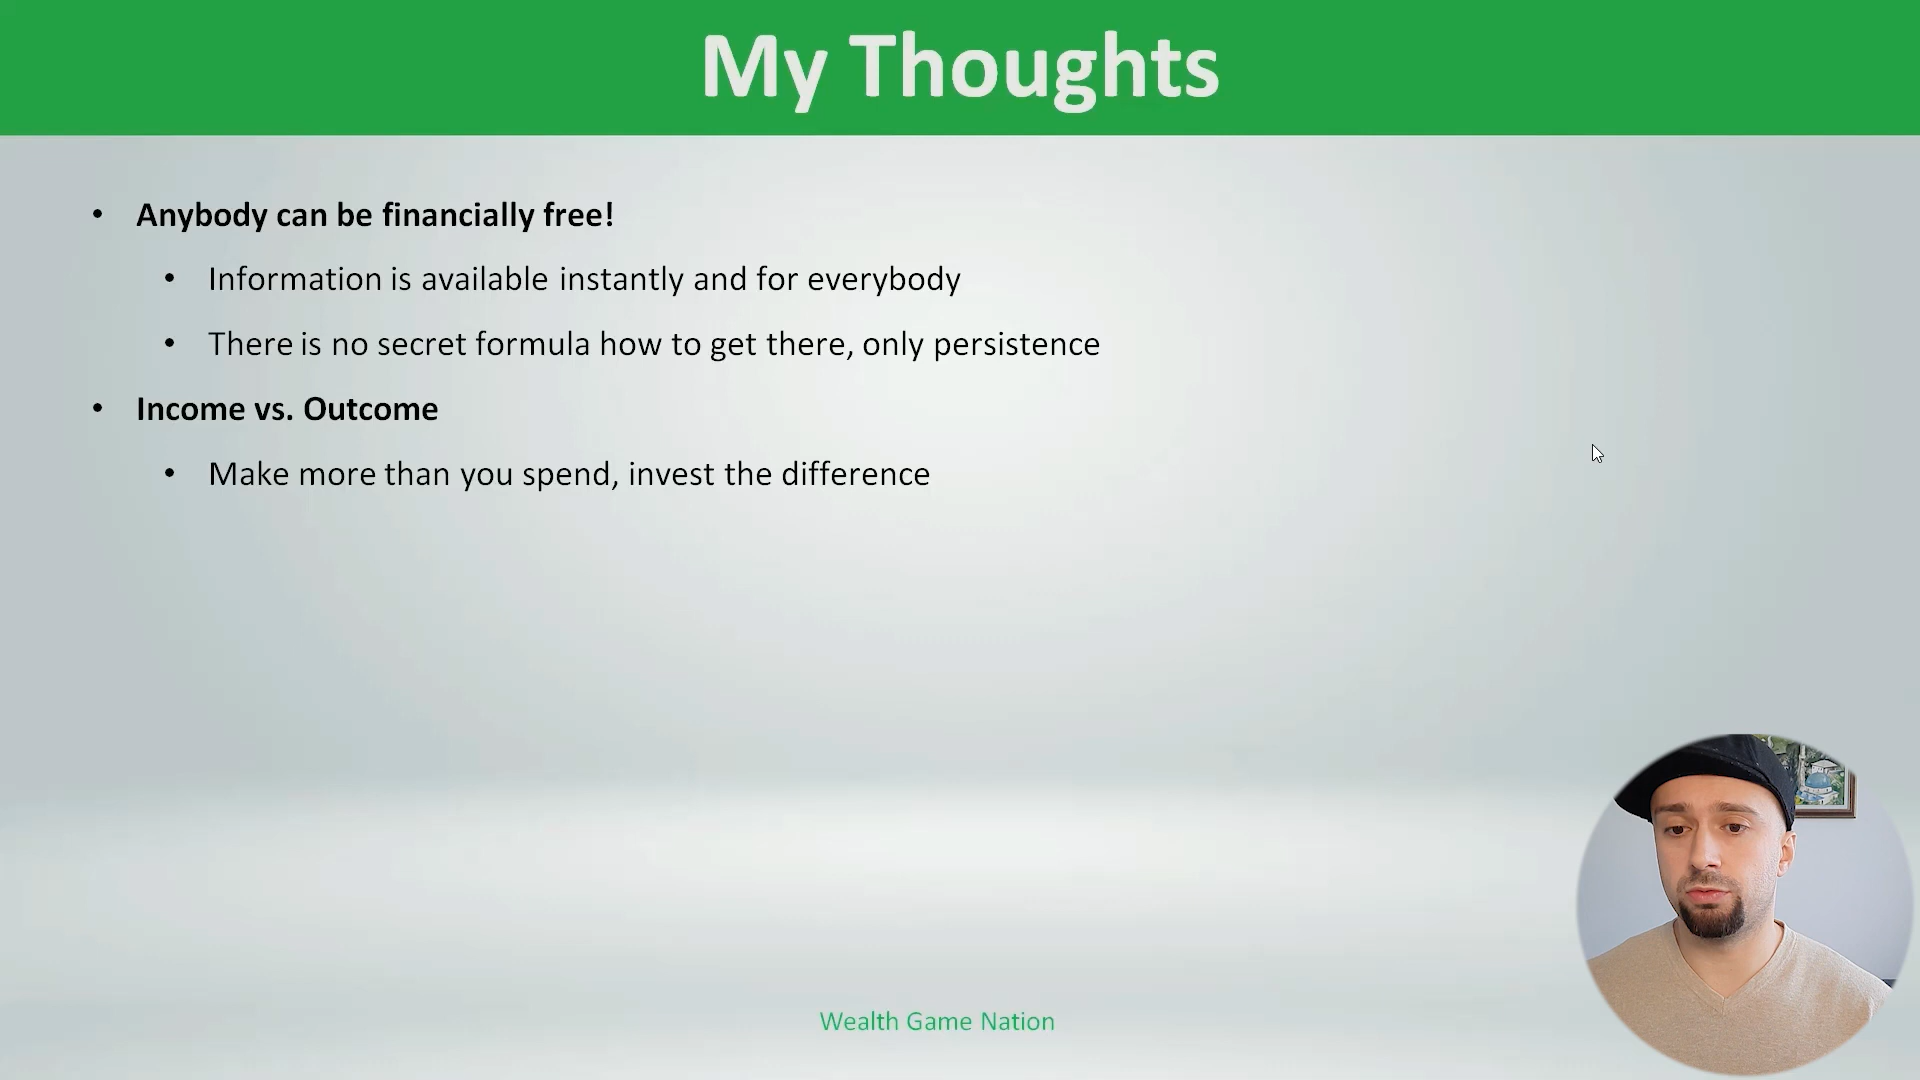 My Thoughts
• Anybody can be financially free!
• Information is available instantly and for everybody
• There is no secret formula how to get there, only persistence
• Income vs. Outcome
• Make more than you spend, invest the difference
Wealth Game Nation